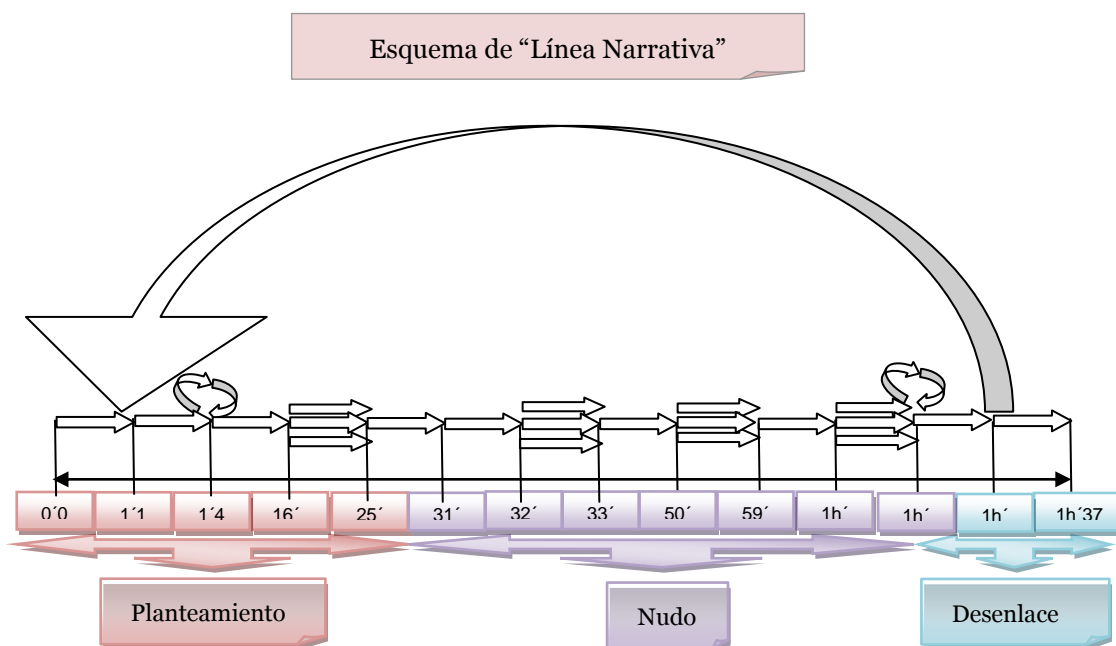 Esquema de “Línea Narrativa”
0´0 1´1 1´4 16´ 25´ 31´ 32´ 33´ 50´ 59´ 1h´ 1h´ 1h´ 1h´37
Planteamiento Nudo Desenlace